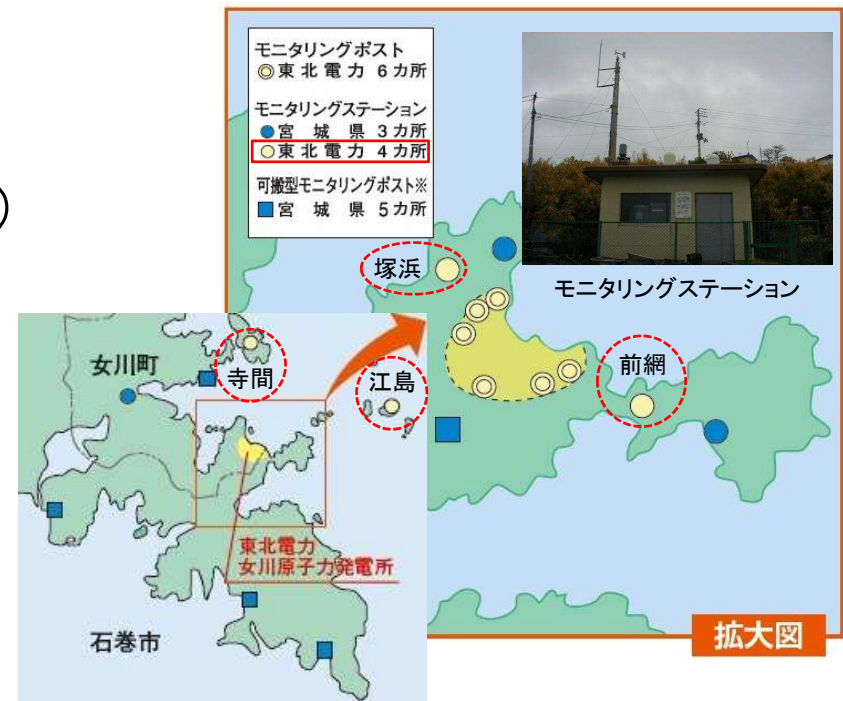 モニタリングポスト
◎東北電力 6カ所
モニタリングステーション
●宮城県 3カ所
○東北電力 4カ所
可搬型モニタリングポスト※
■宮城県 5カ所
モニタリングステーション
塚浜
前網
女川町
寺間
江島
東北電力
女川原子力発電所
石巻市
拡大図